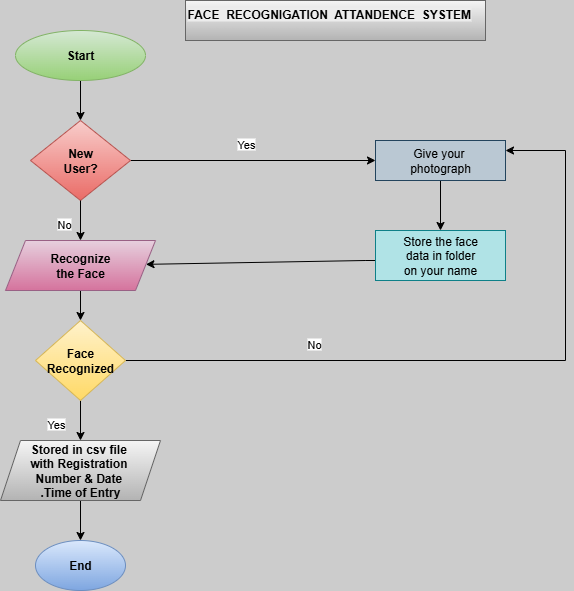 FACE RECOGNIGATION ATTANDENCE SYSTEM
Start
New
User?
Yes
Give your
photograph
No
Recognize
the Face
Store the face
data in folder
on your name
Face
Recognized
No
Yes
Stored in csv file
with Registration
Number & Date
.Time of Entry
End